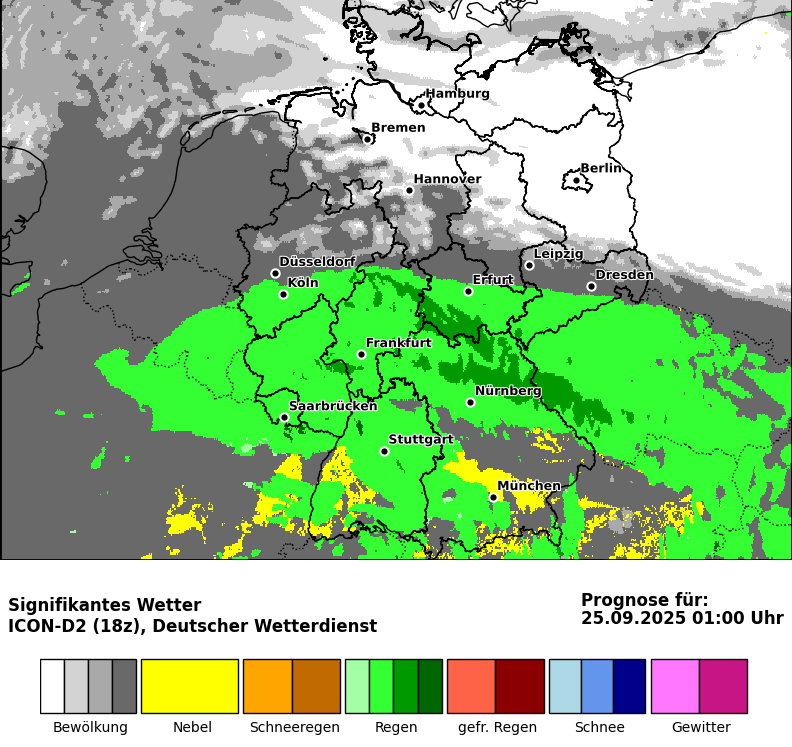 Hamburg
Bremen
Berlin
Hannover
Leipzig
Düsseldorf
Dresden
Köln
Erfurt
Frankfurt
Nürnberg
Saarbrücken
Stuttgart
München
Signifikantes Wetter
ICON-D2 (18z), Deutscher Wetterdienst
Prognose für:
25.09.2025 01:00 Uhr
Bewölkung
Nebel
Schneeregen
Regen
gefr. Regen
Schnee
Gewitter